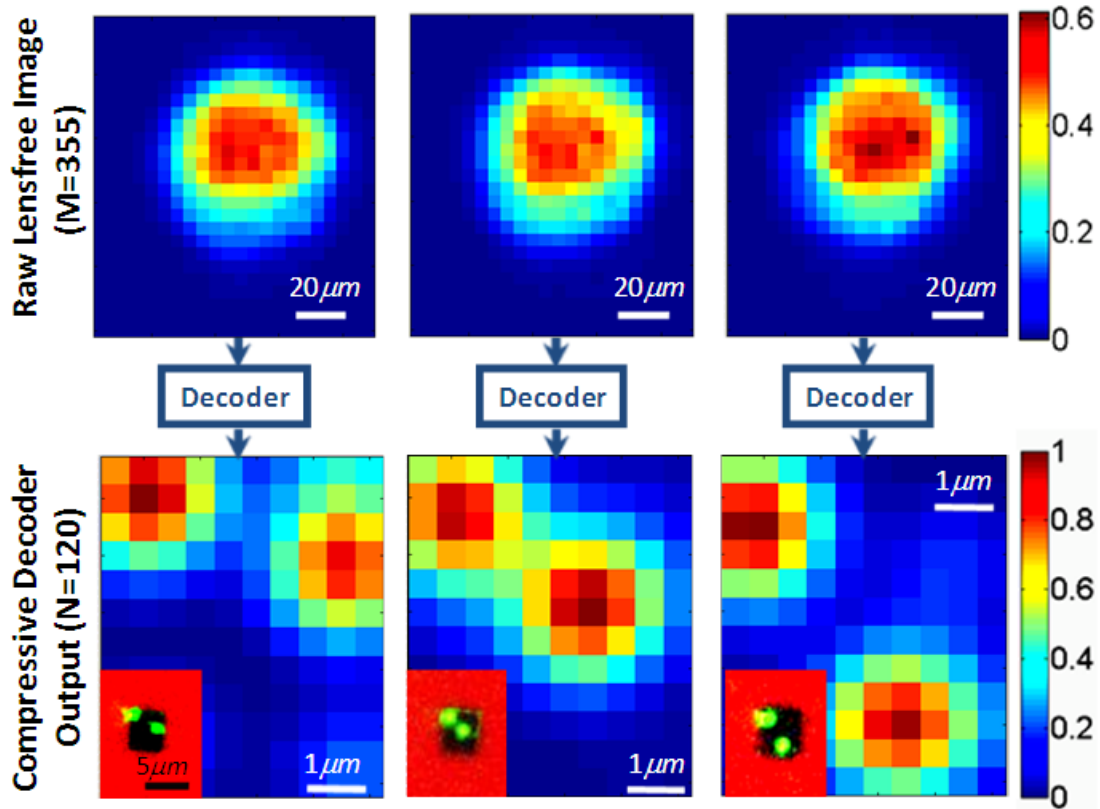 Raw Lensfree Image
(M=355)
20μm
20μm
20μm
0.6
0.4
0.2
0
Decoder
Decoder
Decoder
Compressive Decoder
Output (N=120)
5μm
1μm
1μm
1μm
1
0.8
0.6
0.4
0.2
0